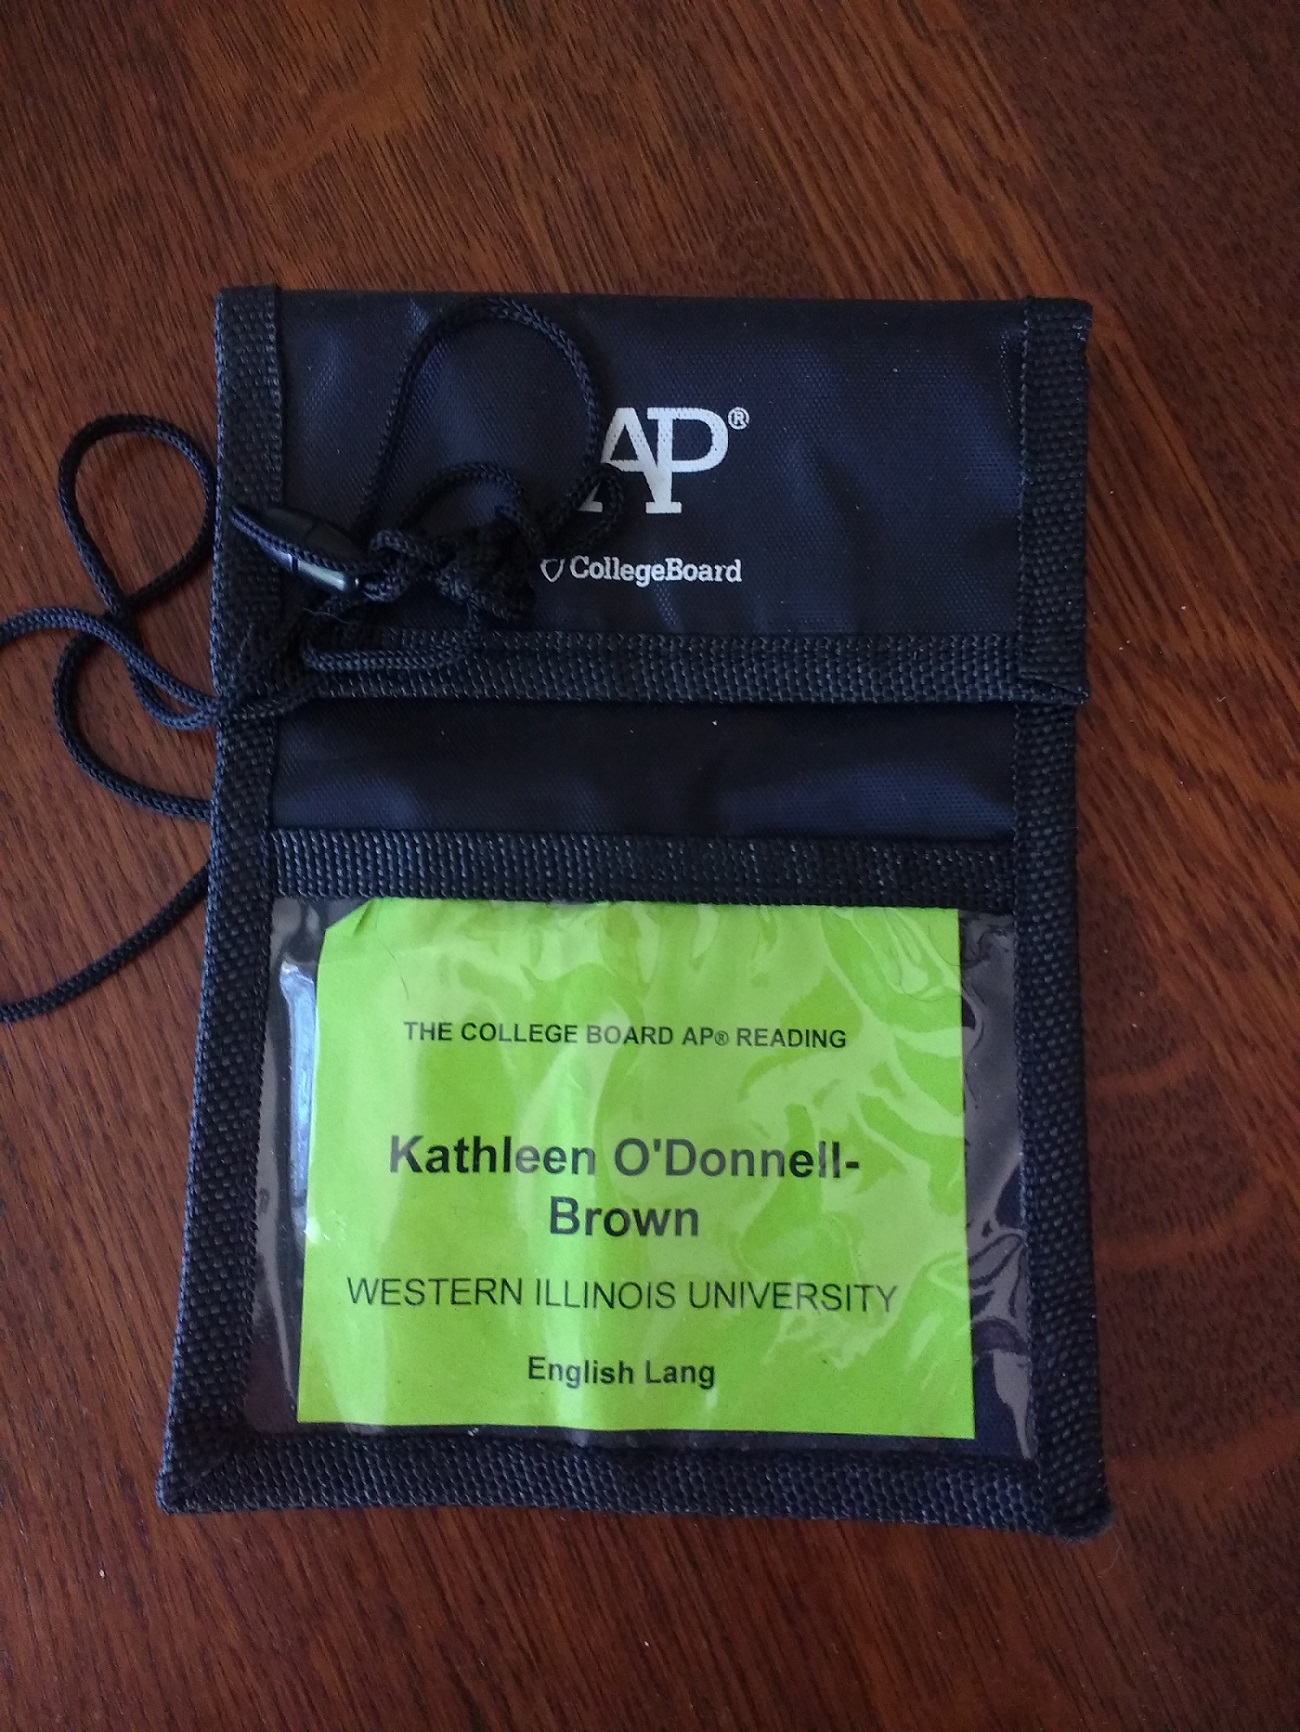 AP®
CollegeBoard
THE COLLEGE BOARD AP® READING
Kathleen O'Donnell-
Brown
WESTERN ILLINOIS UNIVERSITY
English Lang